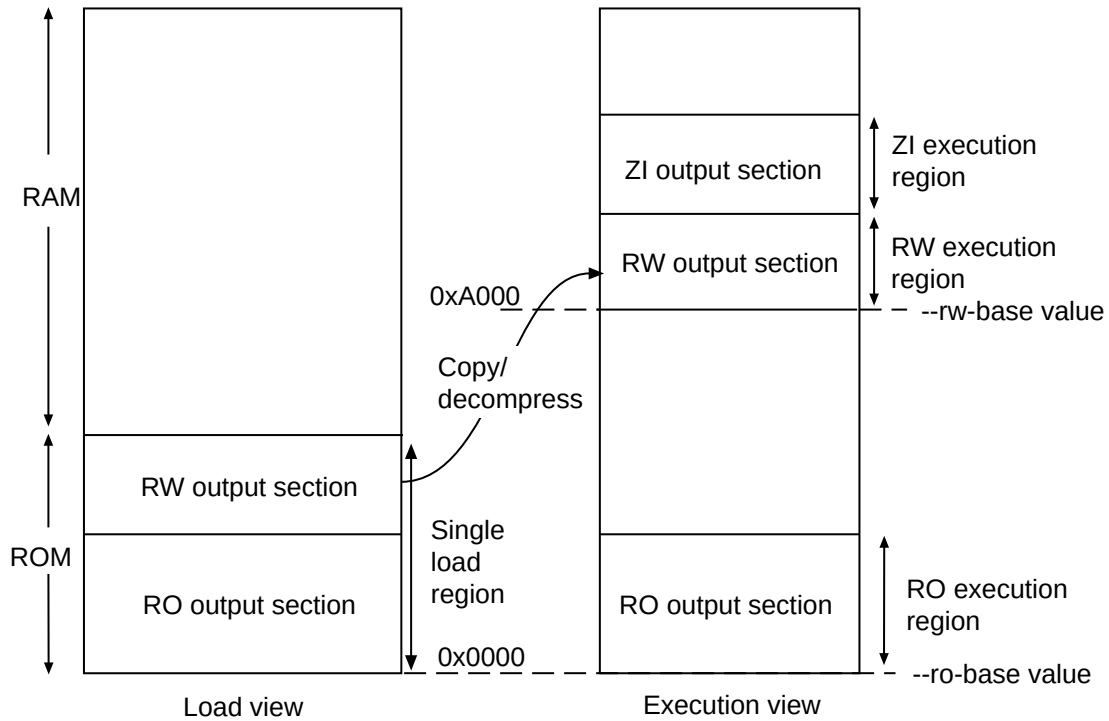 ZI output section
ZI execution
region
RAM
RW output section
RW execution
region
0xA000
--rw-base value
Copy/
decompress
RW output section
Single
load
region
ROM
RO output section
RO output section
RO execution
region
0x0000
--ro-base value
Load view
Execution view